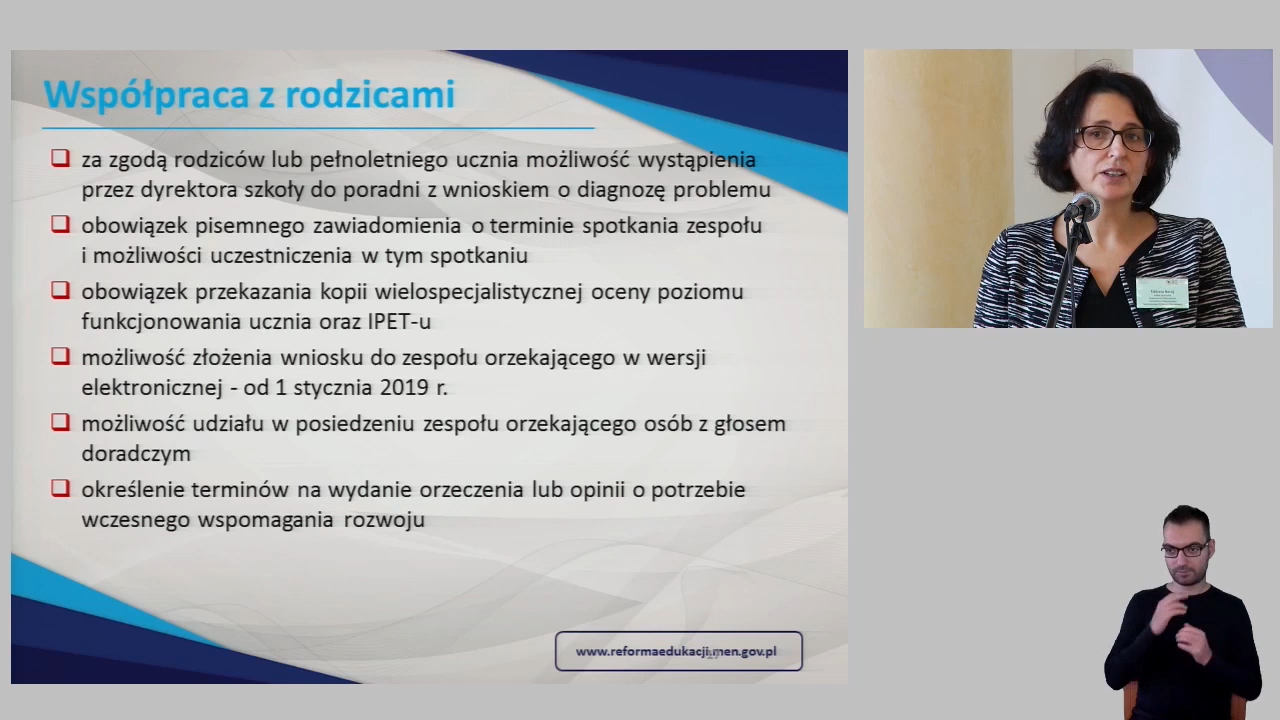 Współpraca z rodzicami
za zgodą rodziców lub pełnoletniego ucznia możliwość wystąpienia
przez dyrektora szkoły do poradni z wnioskiem o diagnozę problemu
obowiązek pisemnego zawiadomienia o terminie spotkania zespołu
i możliwości uczestniczenia w tym spotkaniu
obowiązek przekazania kopii wielospecjalistycznej oceny poziomu
funkcjonowania ucznia oraz IPET-u
możliwość złożenia wniosku do zespołu orzekającego w wersji
elektronicznej - od 1 stycznia 2019 r.
możliwość udziału w posiedzeniu zespołu orzekającego osób z głosem
doradczym
określenie terminów na wydanie orzeczenia lub opinii o potrzebie
wczesnego wspomagania rozwoju
www.reformaedukacji.men.gov.pl